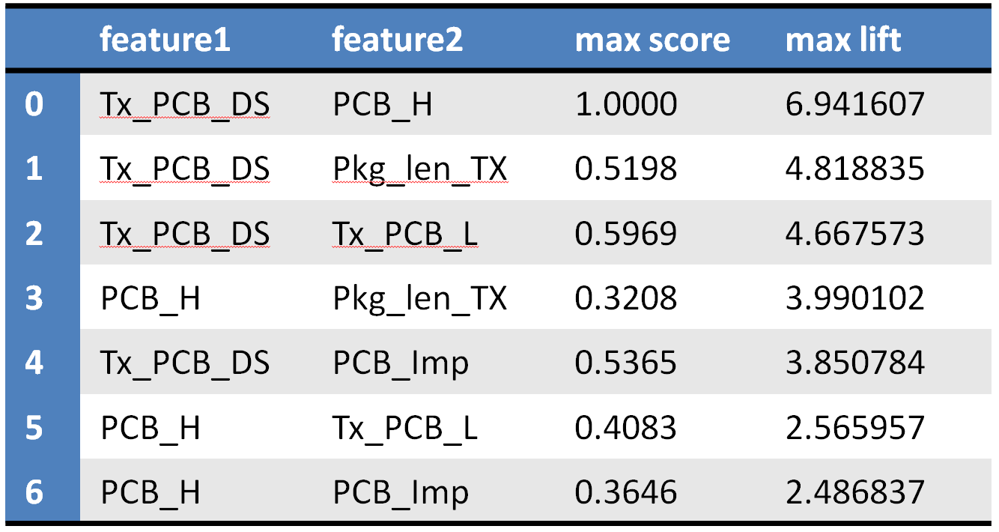 feature1 feature2 max score max lift
0 Tx_PCB_DS PCB_H 1.0000 6.941607
1 Tx_PCB_DS Pkg_len_TX 0.5198 4.818835
2 Tx_PCB_DS Tx_PCB_L 0.5969 4.667573
3 PCB_H Pkg_len_TX 0.3208 3.990102
4 Tx_PCB_DS PCB_Imp 0.5365 3.850784
5 PCB_H Tx_PCB_L 0.4083 2.565957
6 PCB_H PCB_Imp 0.3646 2.486837